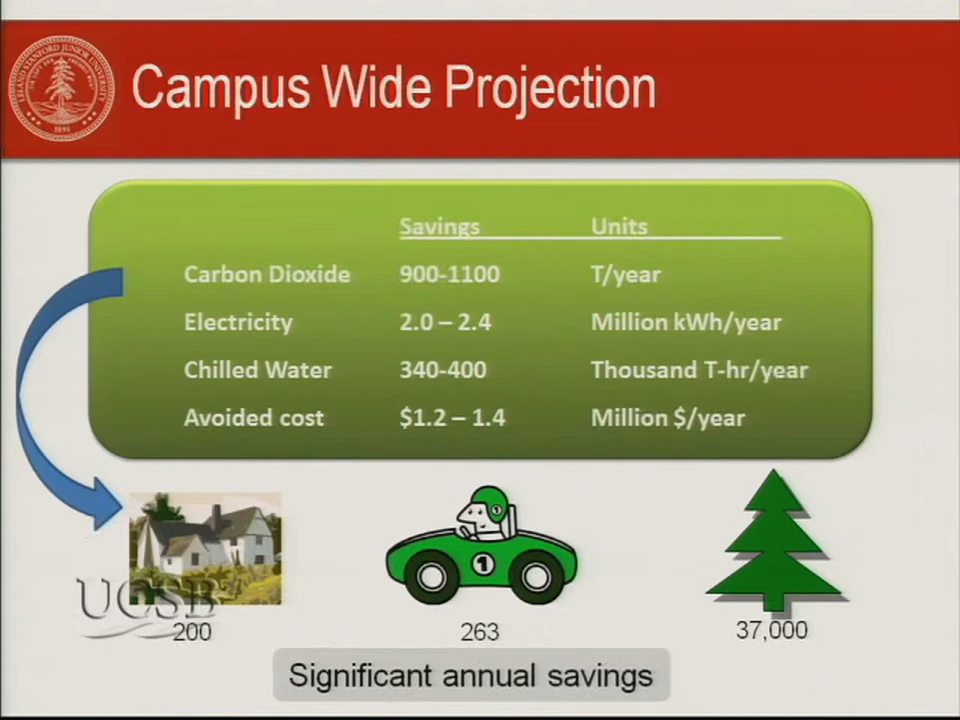 Campus Wide Projection
Savings Units
Carbon Dioxide 900-1100 T/year
Electricity 2.0 – 2.4 Million kWh/year
Chilled Water 340-400 Thousand T-hr/year
Avoided cost $1.2 – 1.4 Million $/year
1
1
UCSB
200 263 37,000
Significant annual savings